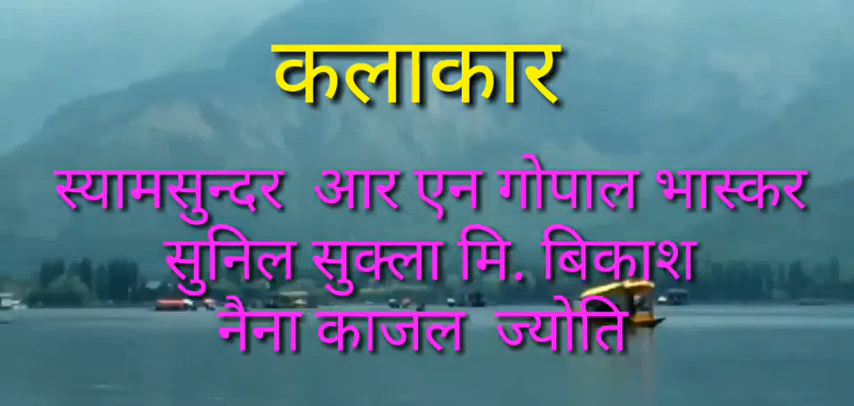 कलाकार
स्यामसुन्दर आर एन गोपाल भास्कर
सुनिल सुक्ला मि. बिकाश
नैना काजल ज्योति